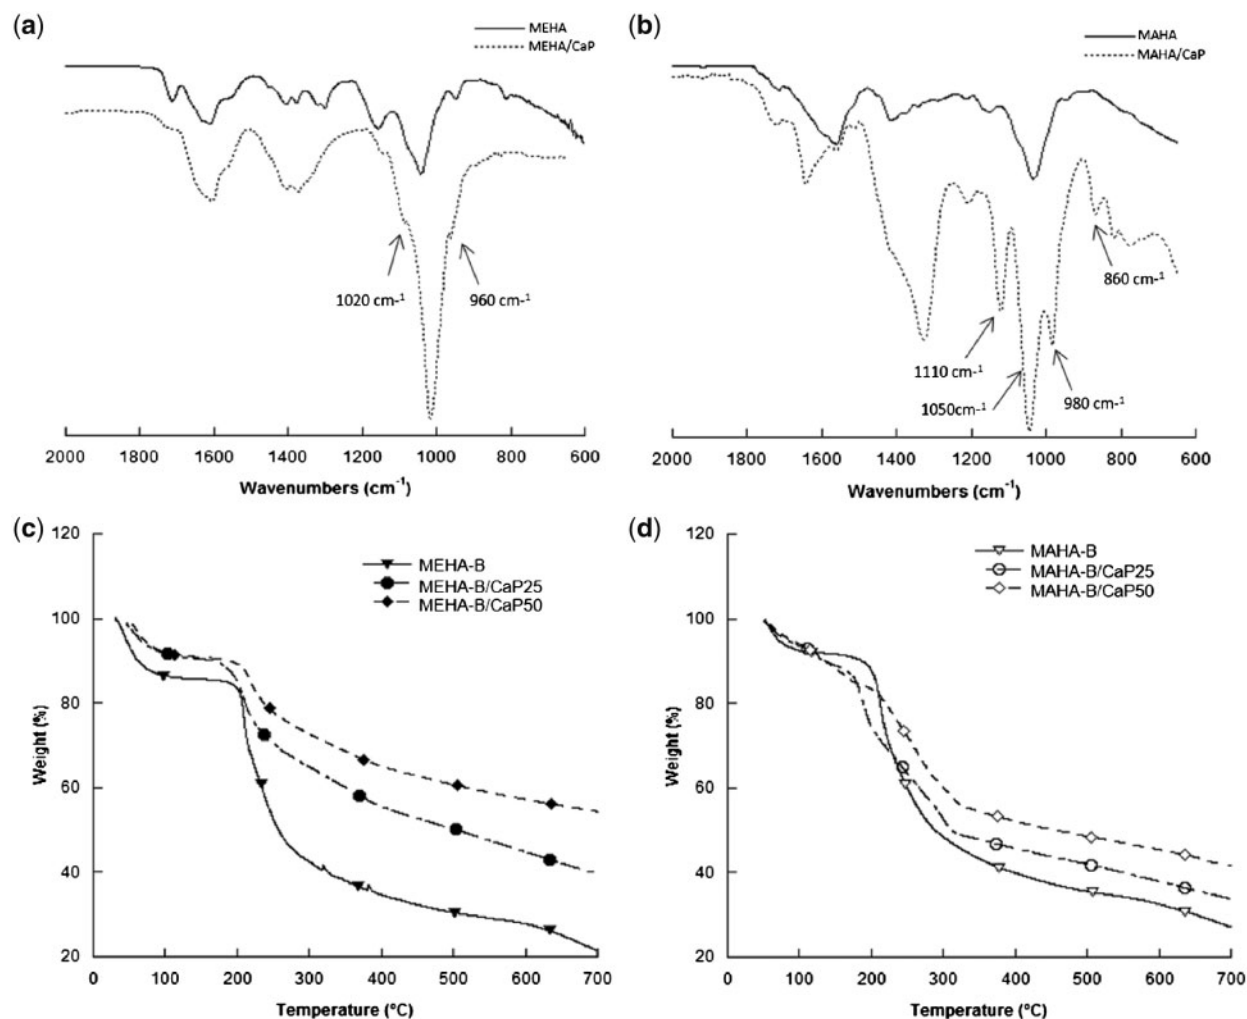 (a)
MEHA
MEHA/CaP
1020 cm-1
960 cm-1
2000 1800 1600 1400 1200 1000 800 600
Wavenumbers (cm-1)
(b)
MAHA
MAHA/CaP
860 cm-1
1110 cm-1
1050cm-1
980 cm-1
2000 1800 1600 1400 1200 1000 800 600
Wavenumbers (cm-1)
(c)
120
100
80
60
40
20
Weight (%)
MEHA-B
MEHA-B/CaP25
MEHA-B/CaP50
0 100 200 300 400 500 600 700
Temperature (ºC)
(d)
120
100
80
60
40
20
Weight (%)
MAHA-B
MAHA-B/CaP25
MAHA-B/CaP50
0 100 200 300 400 500 600 700
Temperature (ºC)